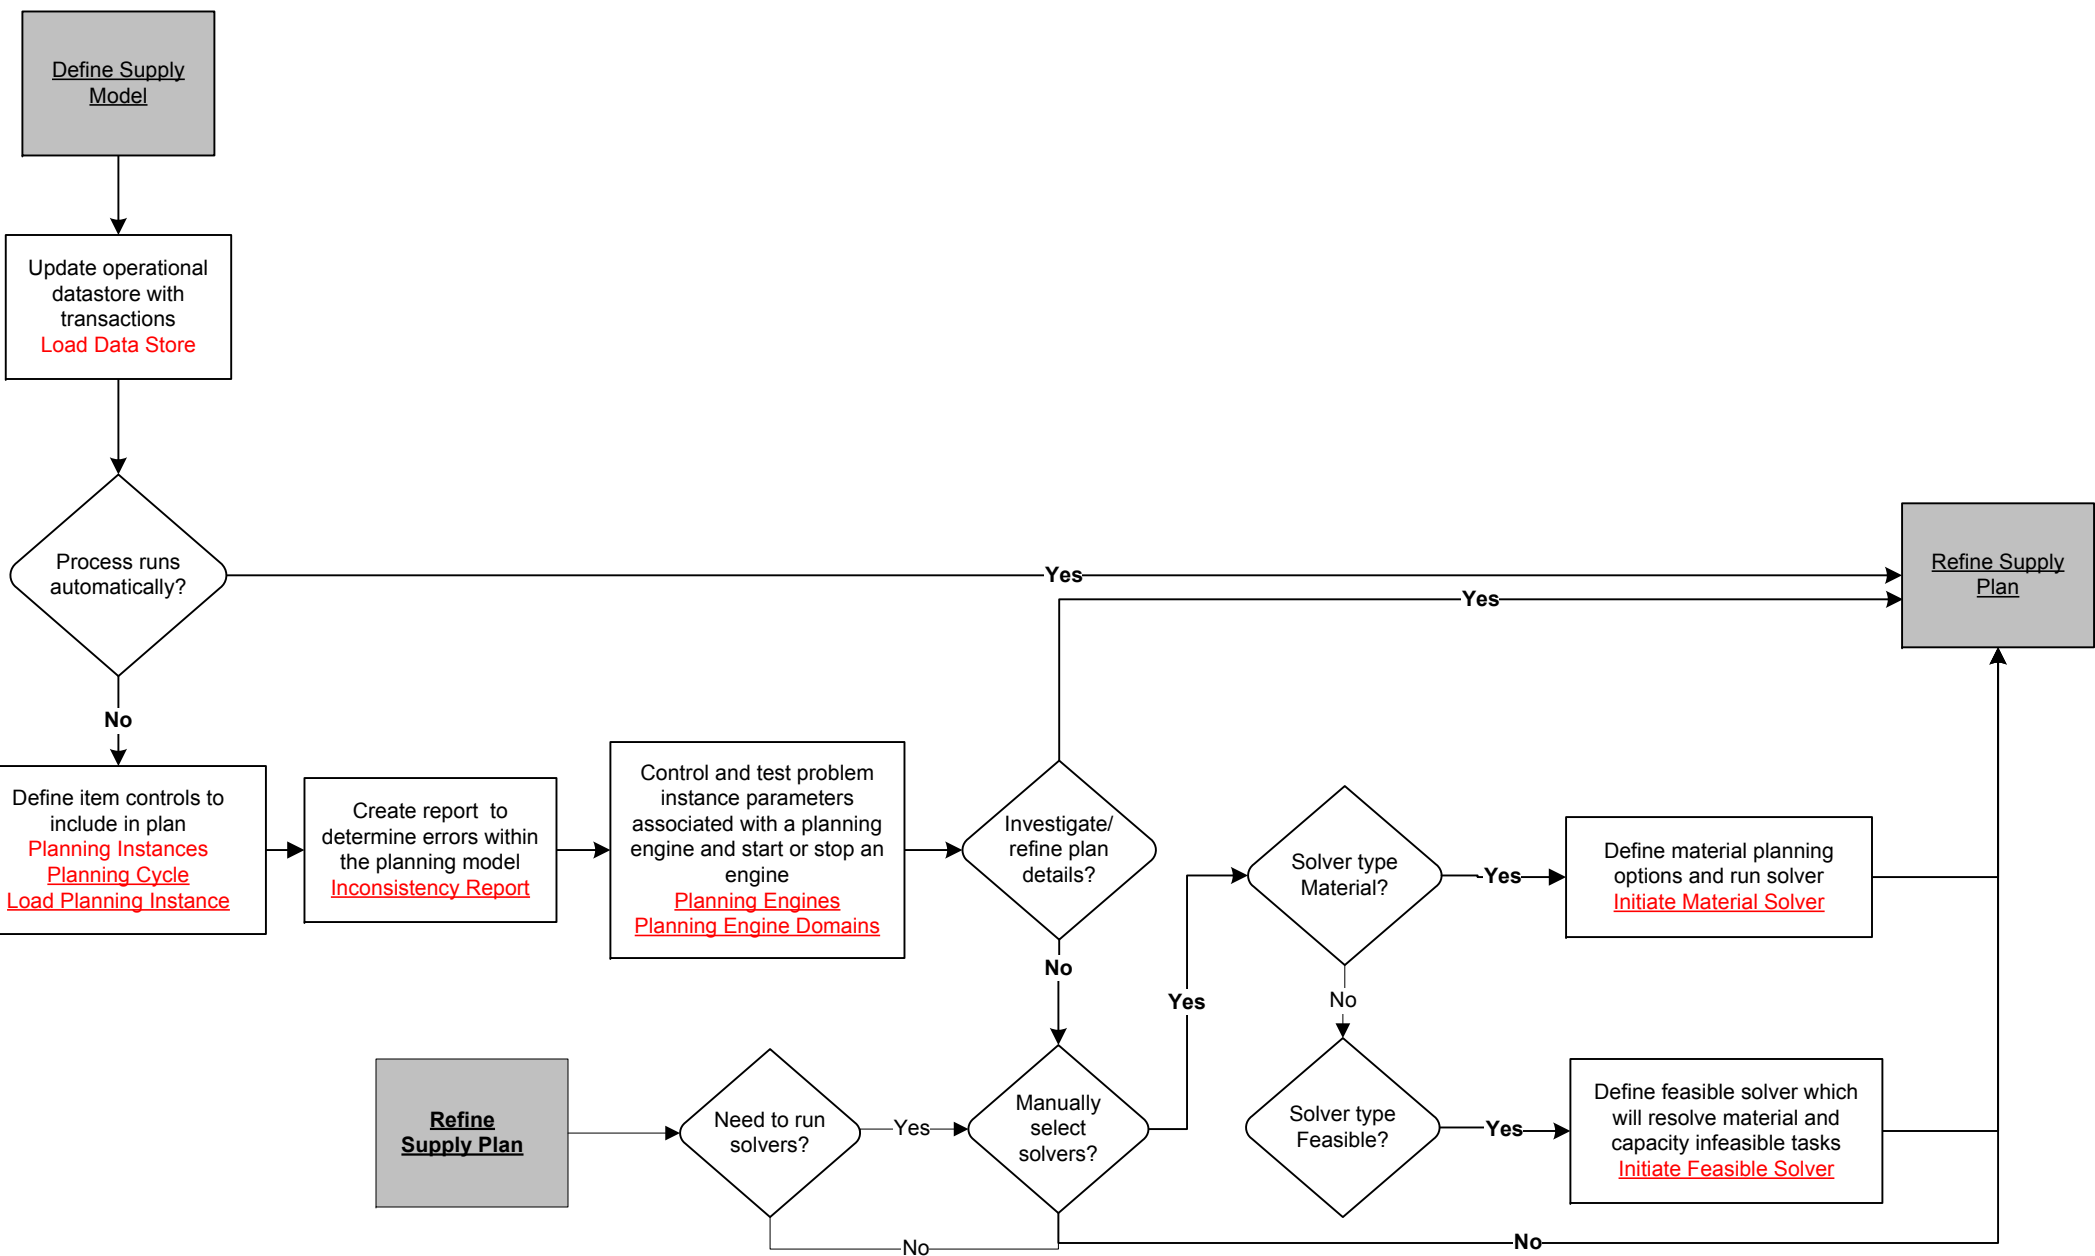 Define Supply
Model
Update operational
datastore with
transactions
Load Data Store
Process runs
automatically?
Yes
Yes
Refine Supply
Plan
No
Define item controls to
include in plan
Planning Instances
Planning Cycle
Load Planning Instance
Create report to
determine errors within
the planning model
Inconsistency Report
Control and test problem
instance parameters
associated with a planning
engine and start or stop an
engine
Planning Engines
Planning Engine Domains
Investigate/
refine plan
details?
No
Yes
Solver type
Material?
Yes
Define material planning
options and run solver
Initiate Material Solver
No
Refine
Supply Plan
Need to run
solvers?
Yes
Manually
select
solvers?
Solver type
Feasible?
Yes
Define feasible solver which
will resolve material and
capacity infeasible tasks
Initiate Feasible Solver
No
No